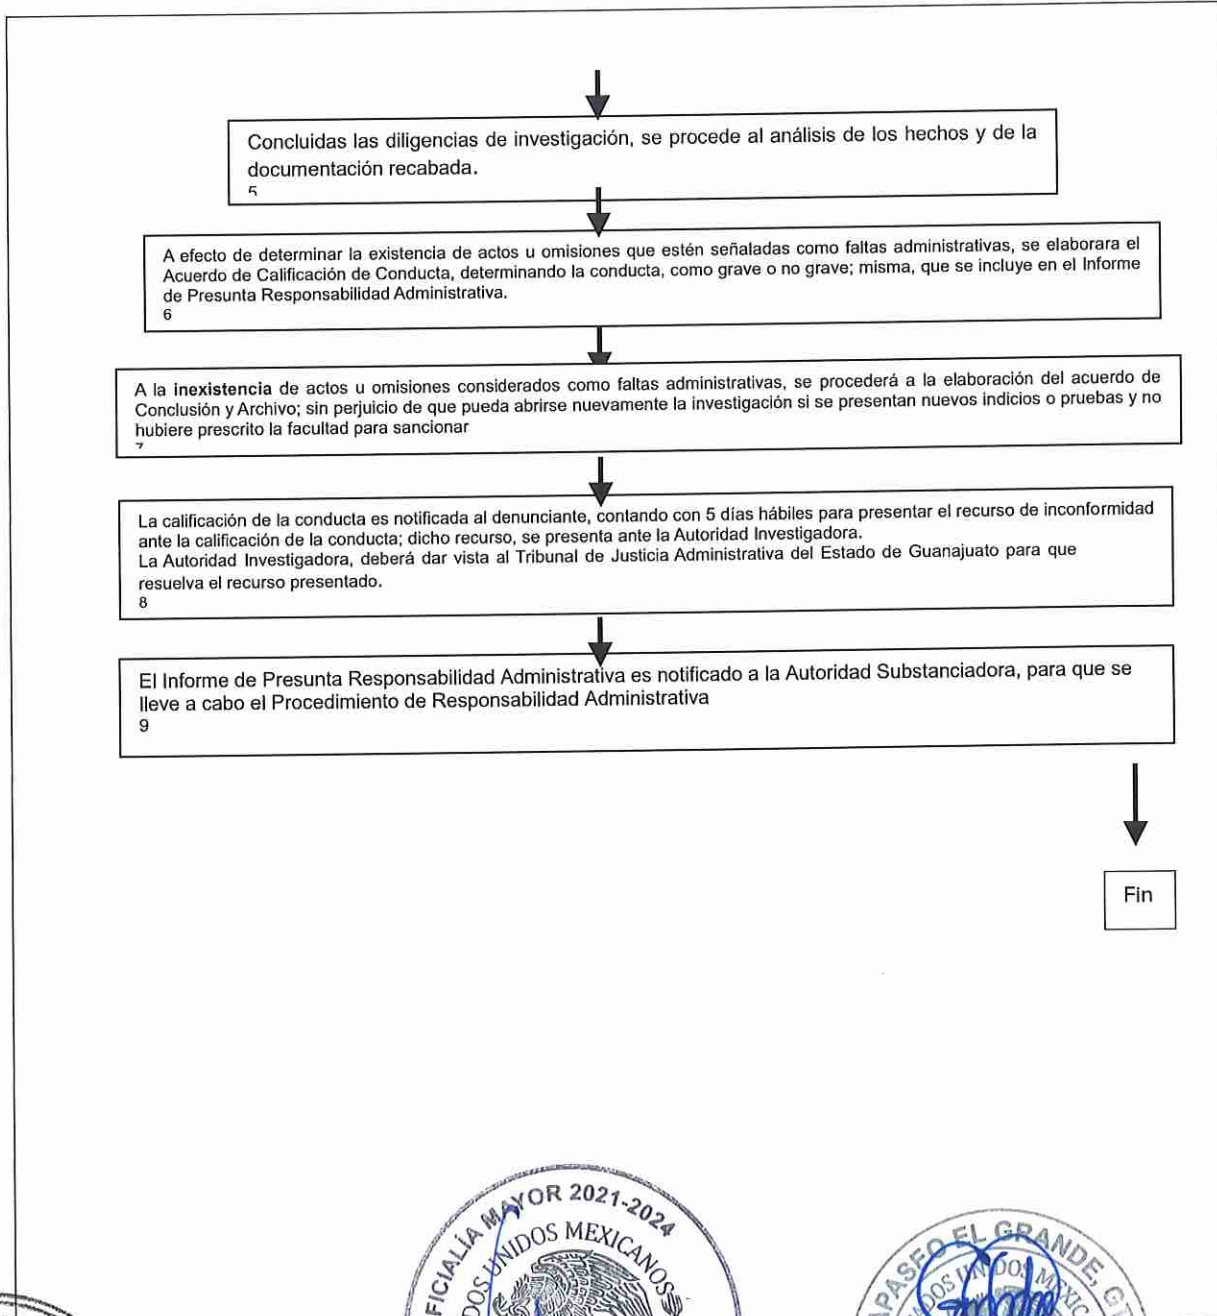 Concluidas las diligencias de investigación, se procede al análisis de los hechos y de la
documentación recabada.
5
A efecto de determinar la existencia de actos u omisiones que estén señaladas como faltas administrativas, se elaborara el
Acuerdo de Calificación de Conducta, determinando la conducta, como grave o no grave; misma, que se incluye en el Informe
de Presunta Responsabilidad Administrativa.
6
A la inexistencia de actos u omisiones considerados como faltas administrativas, se procederá a la elaboración del acuerdo de
Conclusión y Archivo; sin perjuicio de que pueda abrirse nuevamente la investigación si se presentan nuevos indicios o pruebas y no
hubiere prescrito la facultad para sancionar
7
La calificación de la conducta es notificada al denunciante, contando con 5 días hábiles para presentar el recurso de inconformidad
ante la calificación de la conducta; dicho recurso, se presenta ante la Autoridad Investigadora.
La Autoridad Investigadora, deberá dar vista al Tribunal de Justicia Administrativa del Estado de Guanajuato para que
resuelva el recurso presentado.
8
El Informe de Presunta Responsabilidad Administrativa es notificado a la Autoridad Substanciadora, para que se
lleve a cabo el Procedimiento de Responsabilidad Administrativa
9
Fin
FICIALÍA MAYOR 2021-2024
DOS UNIDOS MEXICANOS
APASEO EL GRANDE, G
ADOS UNIDOS MEXIC